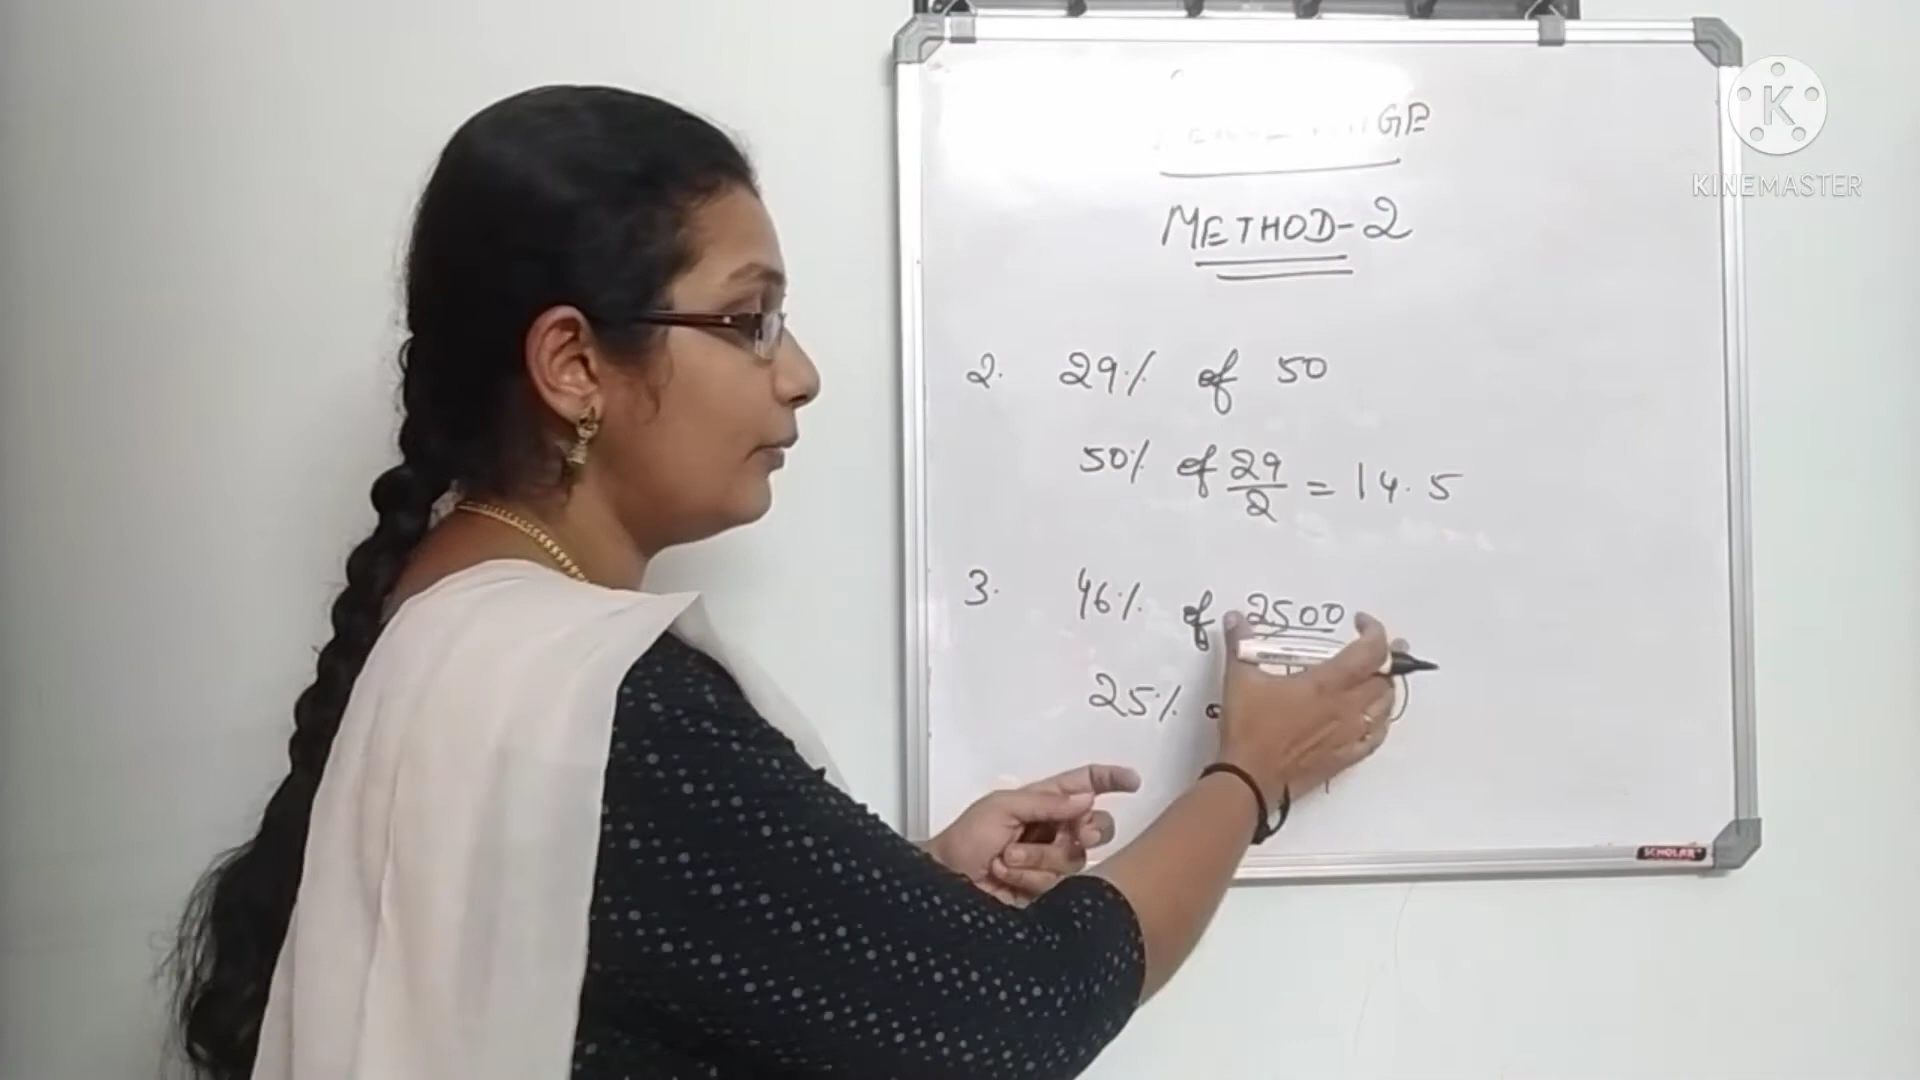 METHOD-2
2. 29% of 50
50% of 29/2 = 14.5
3. 46% of 2500
25%
KINEMASTER
SCHOLAR